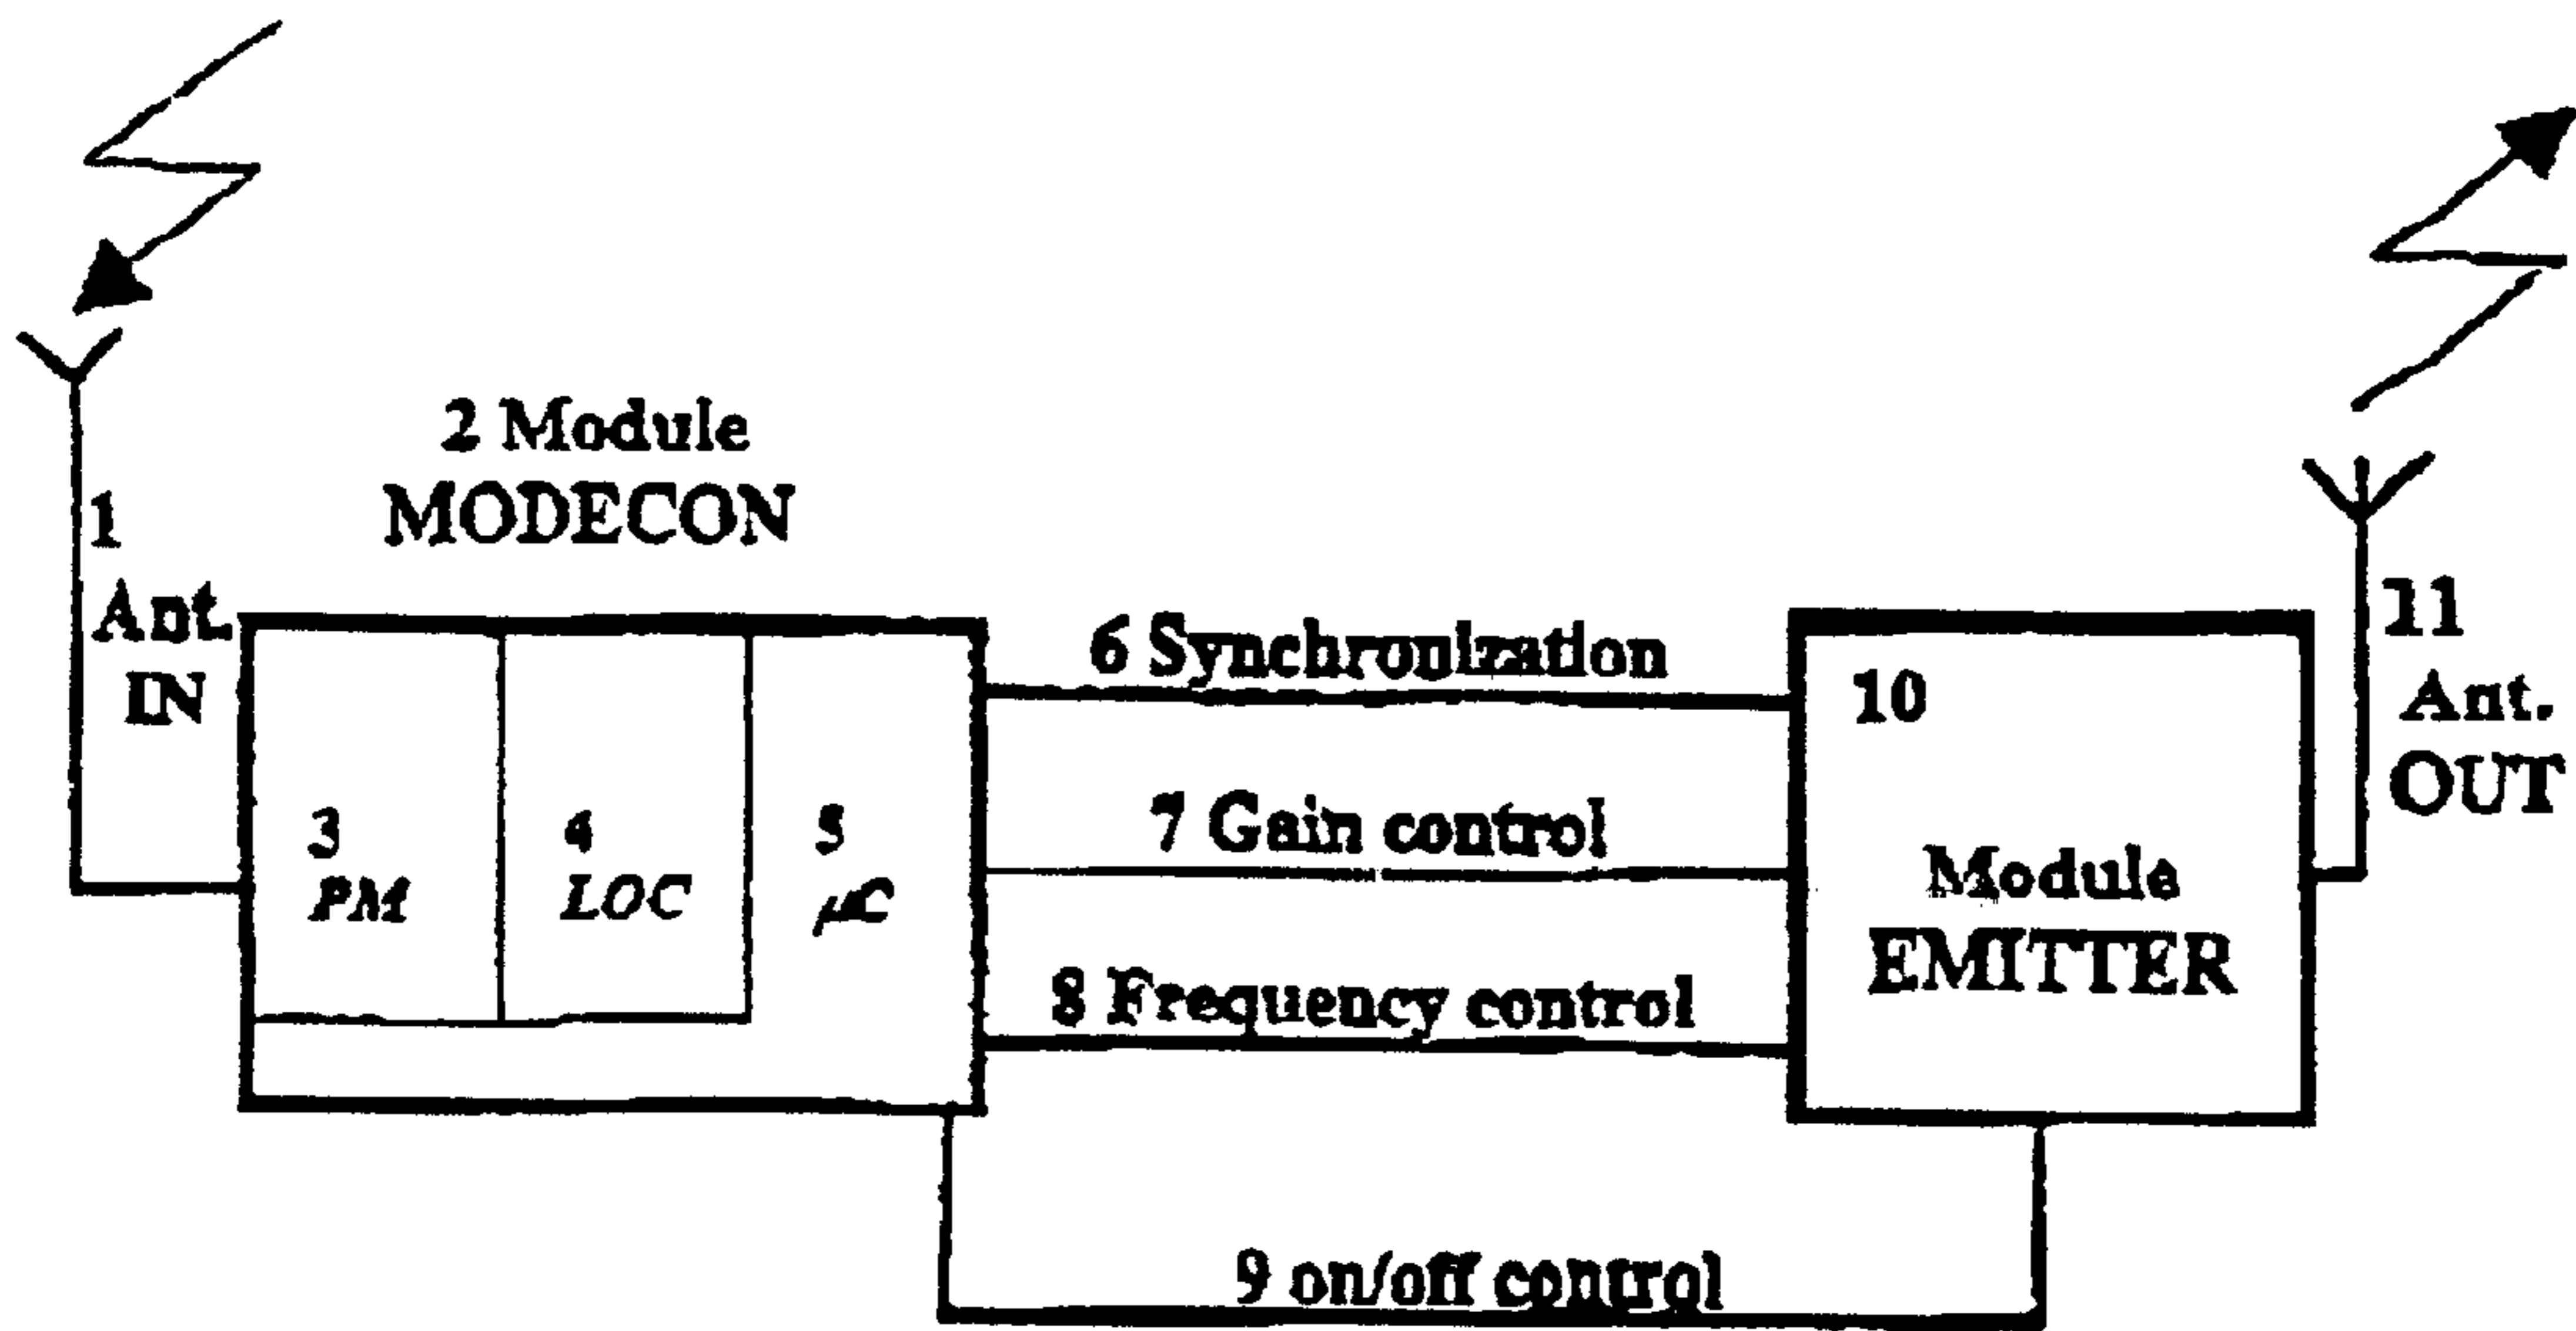 2 Module
MODECON
1
Ant.
IN
3
PM
4
LOC
5
μC
6 Synchronization
7 Gain control
8 Frequency control
9 on/off control
10
Module
EMITTER
11
Ant.
OUT